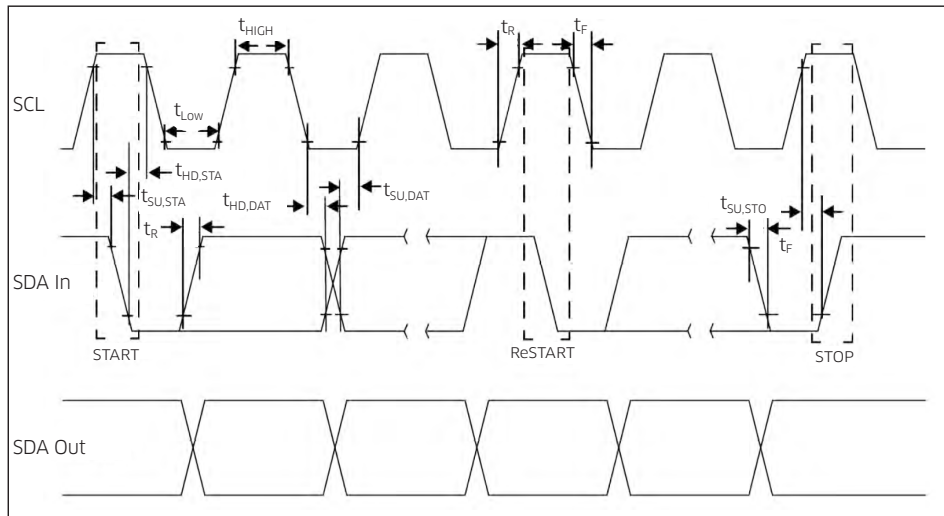 tHIGH
tR
tF
SCL
tLow
tHD,STA
tSU,STA
tHD,DAT
tSU,DAT
tR
tSU,STO
tF
SDA In
START
ReSTART
STOP
SDA Out